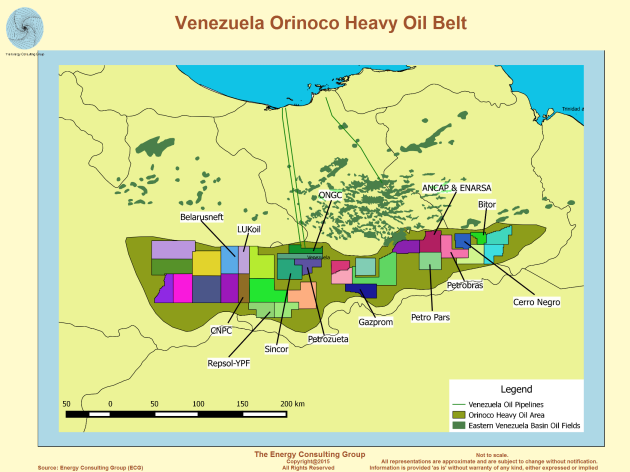 Venezuela Orinoco Heavy Oil Belt
The Energy Consulting Group
Trinidad a
ONGC
ANCAP & ENARSA
Bitor
Belarusneft
LUKoil
Venezuela
Petrobras
Cerro Negro
CNPC
Gazprom
Petro Pars
Petrozueta
Sincor
Repsol-YPF
50 0 50 100 150 200 km
Legend
Venezuela Oil Pipelines
Orinoco Heavy Oil Area
Eastern Venezuela Basin Oil Fields
The Energy Consulting Group
Copyright@2015
All Rights Reserved
Source: Energy Consulting Group (ECG)
Not to scale.
All representations are approximate and are subject to change without notification.
Information is provided 'as is' without warranty of any kind, either expressed or implied